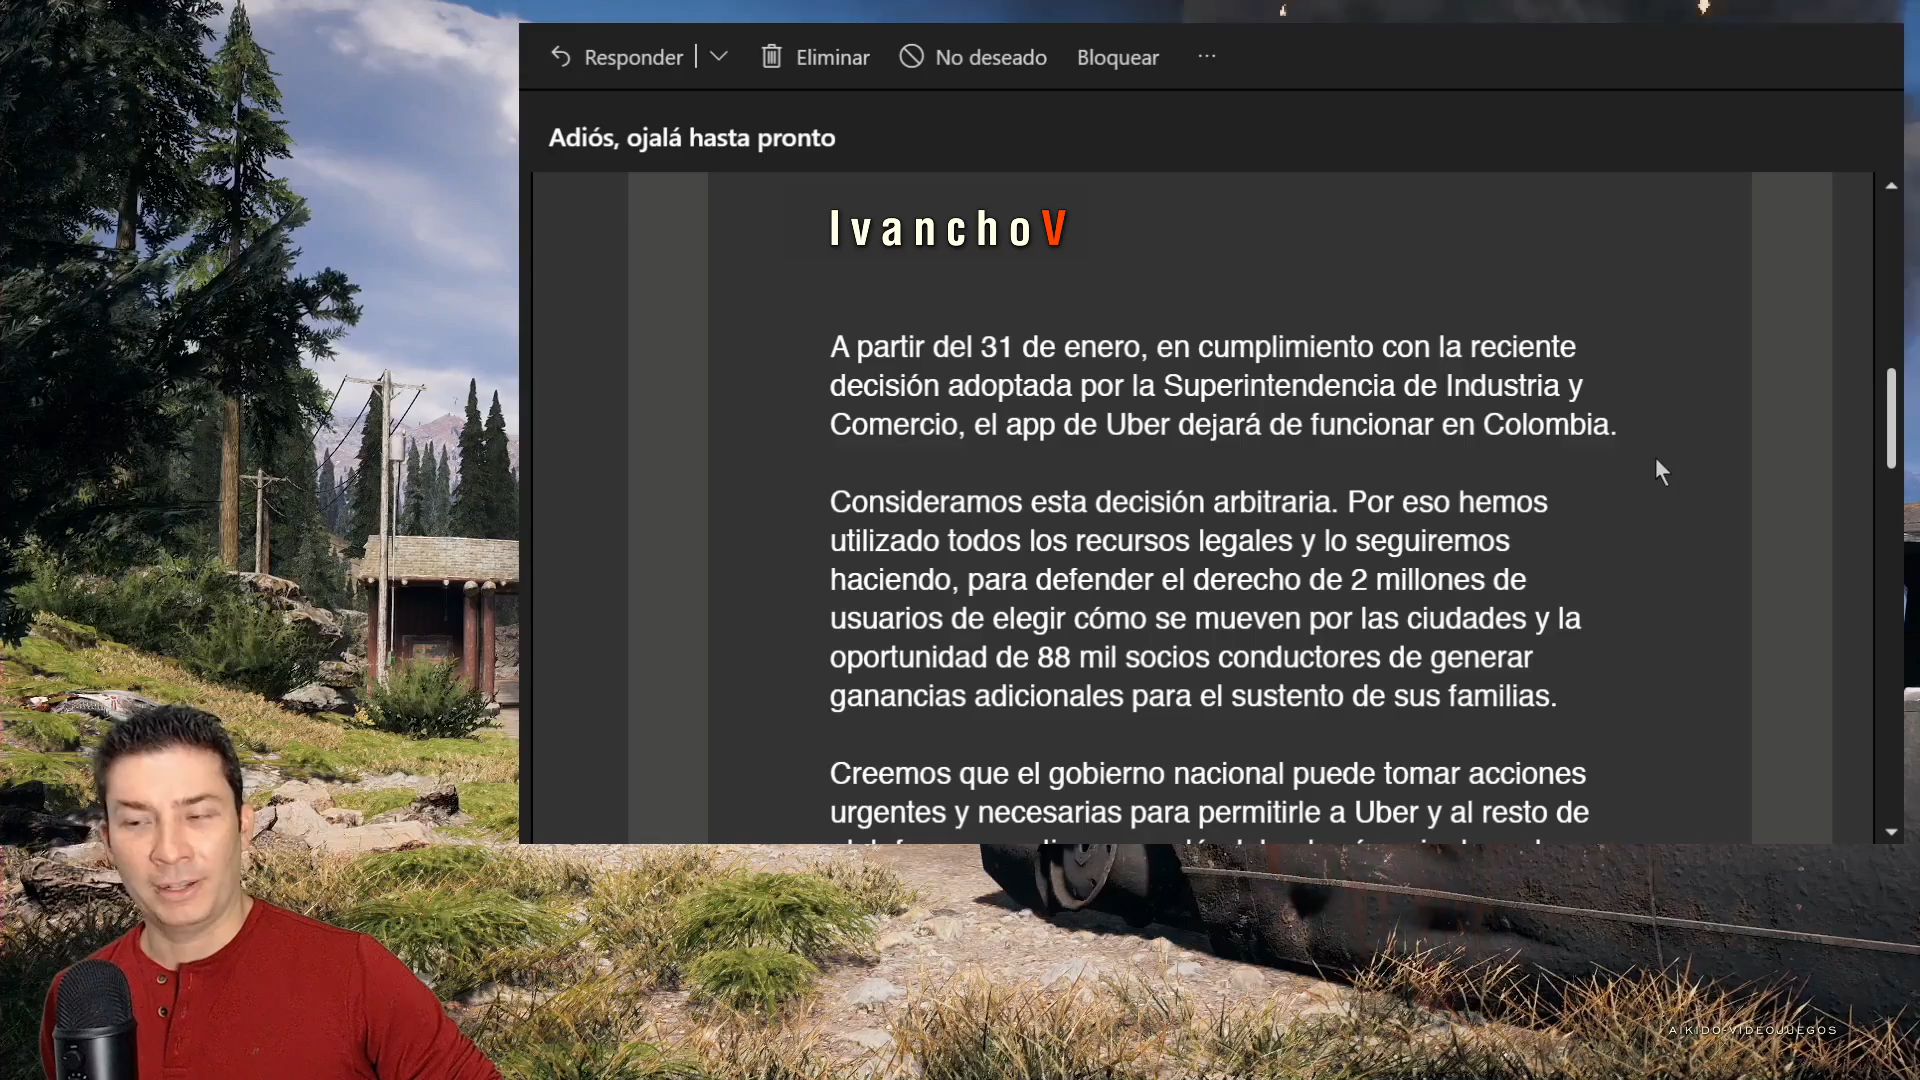 Responder
Eliminar
No deseado
Bloquear
Adiós, ojalá hasta pronto
IvanchoV
A partir del 31 de enero, en cumplimiento con la reciente
decisión adoptada por la Superintendencia de Industria y
Comercio, el app de Uber dejará de funcionar en Colombia.
Consideramos esta decisión arbitraria. Por eso hemos
utilizado todos los recursos legales y lo seguiremos
haciendo, para defender el derecho de 2 millones de
usuarios de elegir cómo se mueven por las ciudades y la
oportunidad de 88 mil socios conductores de generar
ganancias adicionales para el sustento de sus familias.
Creemos que el gobierno nacional puede tomar acciones
urgentes y necesarias para permitirle a Uber y al resto de
AIKIDO-VIDEOJUEGOS